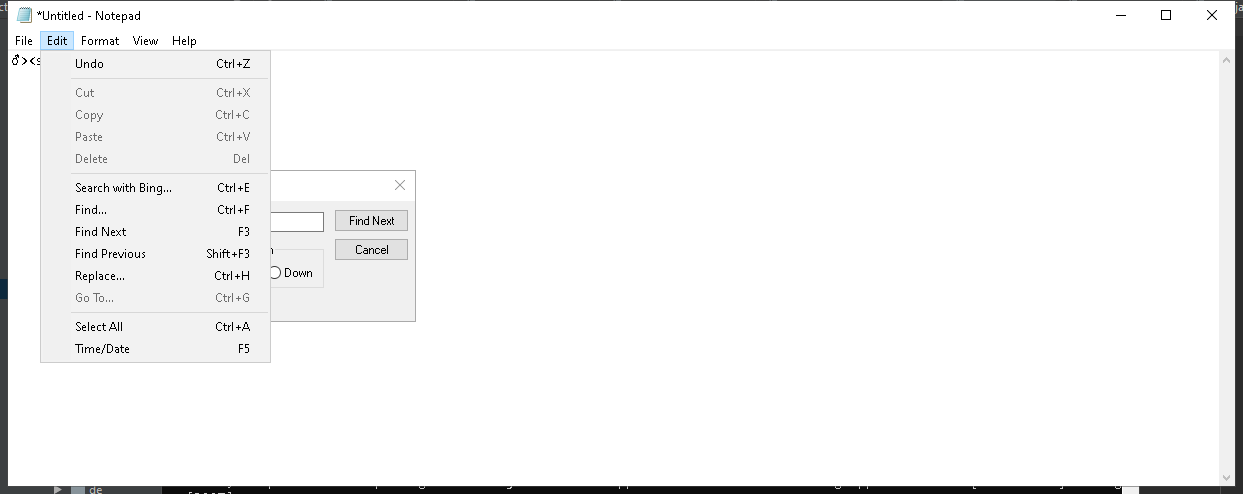 *Untitled - Notepad
File Edit Format View Help
♂><s
Undo Ctrl+Z
Cut Ctrl+X
Copy Ctrl+C
Paste Ctrl+V
Delete Del
Search with Bing... Ctrl+E
Find... Ctrl+F
Find Next F3
Find Previous Shift+F3
Replace... Ctrl+H
Go To... Ctrl+G
Select All Ctrl+A
Time/Date F5
Find Next
Cancel
Down
de